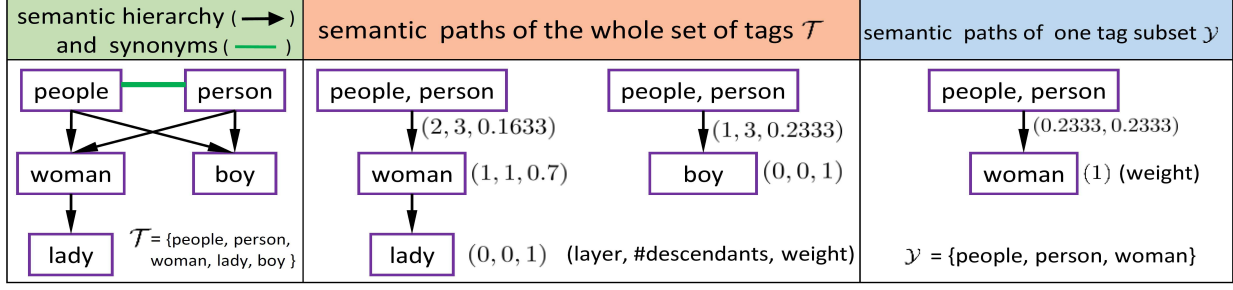 semantic hierarchy ( → )
and synonyms ( — )
semantic paths of the whole set of tags 𝒯
semantic paths of one tag subset 𝒴
people
person
woman
boy
lady
𝒯 = {people, person,
woman, lady, boy }
people, person
(2, 3, 0.1633)
woman
(1, 1, 0.7)
lady
(0, 0, 1)
people, person
(1, 3, 0.2333)
boy
(0, 0, 1)
(layer, #descendants, weight)
people, person
(0.2333, 0.2333)
woman
(1) (weight)
𝒴 = {people, person, woman}